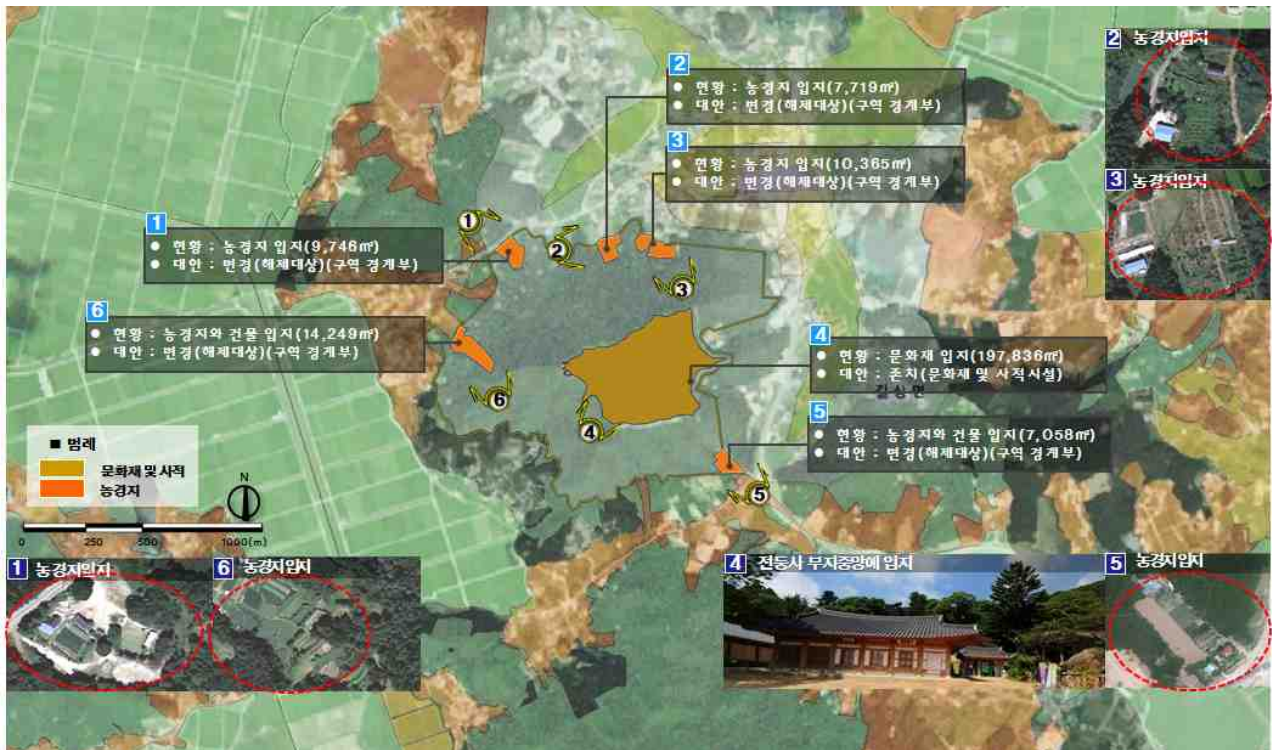 2 농경지입지
2
● 현황 : 농경지 입지(7,719㎡)
● 대안 : 변경(해제대상)(구역 경계부)
3
● 현황 : 농경지 입지(10,365㎡)
● 대안 : 변경(해제대상)(구역 경계부)
3 농경지입지
1
● 현황 : 농경지 입지(9,746㎡)
● 대안 : 변경(해제대상)(구역 경계부)
1
2
3
6
● 현황 : 농경지와 건물 입지(14,249㎡)
● 대안 : 변경(해제대상)(구역 경계부)
4
● 현황 : 문화재 입지(197,836㎡)
● 대안 : 존치(문화재 및 사적시설)
길상면
6
4
5
● 현황 : 농경지와 건물 입지(7,058㎡)
● 대안 : 변경(해제대상)(구역 경계부)
5
■ 범례
문화재 및 사적
농경지
N
0 250 500 1000(m)
1 농경지입지
6 농경지입지
4 전등사 부지중앙에 입지
5 농경지입지